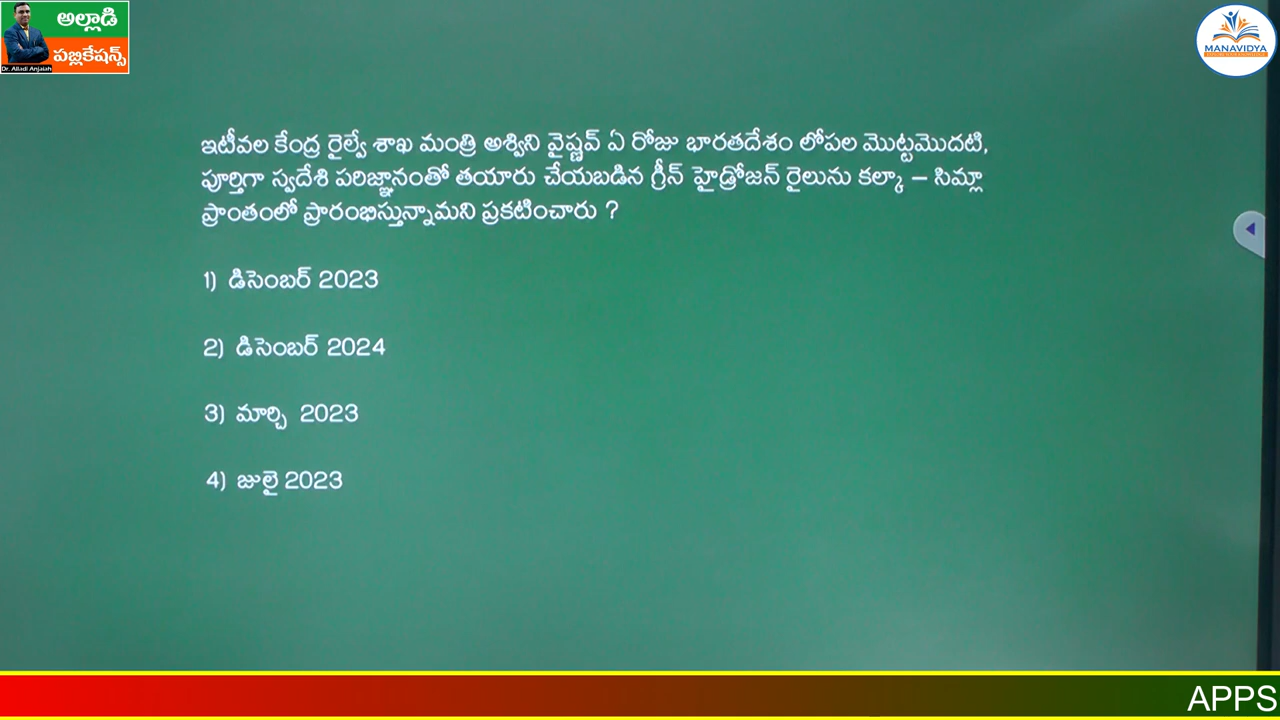 అల్లాడి
పబ్లికేషన్స్
Dr. Alladi Anjaiah
MANAVIDYA
ఇటీవల కేంద్ర రైల్వే శాఖ మంత్రి అశ్విని వైష్ణవ్ ఏ రోజు భారతదేశం లోపల మొట్టమొదటి,
పూర్తిగా స్వదేశి పరిజ్ఞానంతో తయారు చేయబడిన గ్రీన్ హైడ్రోజన్ రైలును కల్కా – సిమ్లా
ప్రాంతంలో ప్రారంభిస్తున్నామని ప్రకటించారు ?
1) డిసెంబర్ 2023
2) డిసెంబర్ 2024
3) మార్చి 2023
4) జులై 2023
APPS